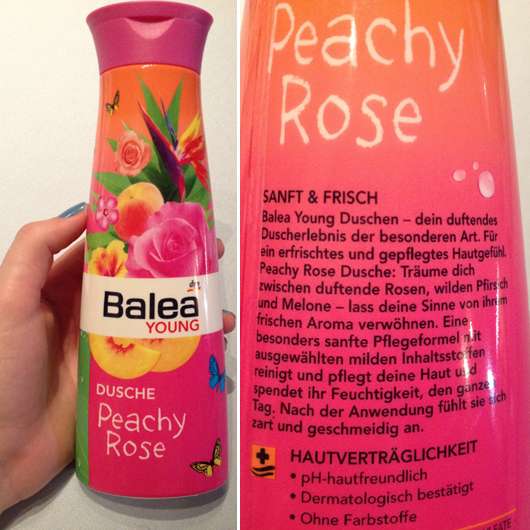 dm
Balea
YOUNG
DUSCHE
Peachy
Rose
Peachy
Rose
SANFT & FRISCH
Balea Young Duschen – dein duftendes
Duscherlebnis der besonderen Art. Für
ein erfrischtes und gepflegtes Hautgefühl.
Peachy Rose Dusche: Träume dich
zwischen duftende Rosen, wilden Pfirsich
und Melone – lass deine Sinne von ihrem
frischen Aroma verwöhnen. Eine
besonders sanfte Pflegeformel mit
ausgewählten milden Inhaltsstoffen
reinigt und pflegt deine Haut und
spendet ihr Feuchtigkeit, den ganzen
Tag. Nach der Anwendung fühlt sie sich
zart und geschmeidig an.
HAUTVERTRÄGLICHKEIT
• pH-hautfreundlich
• Dermatologisch bestätigt
• Ohne Farbstoffe